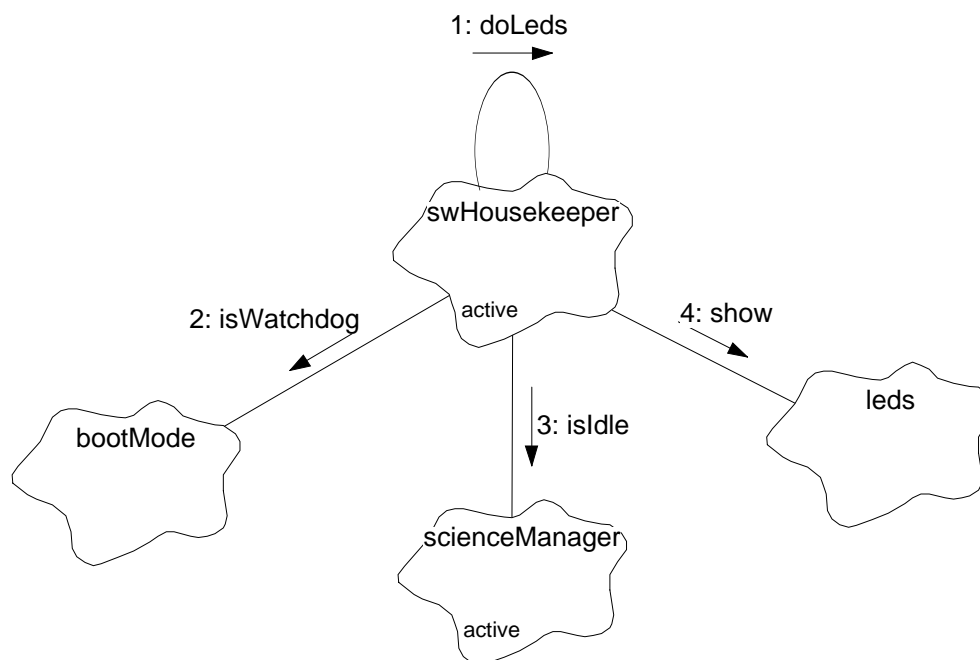 1: doLeds
swHousekeeper
active
2: isWatchdog
4: show
3: isIdle
bootMode
leds
scienceManager
active